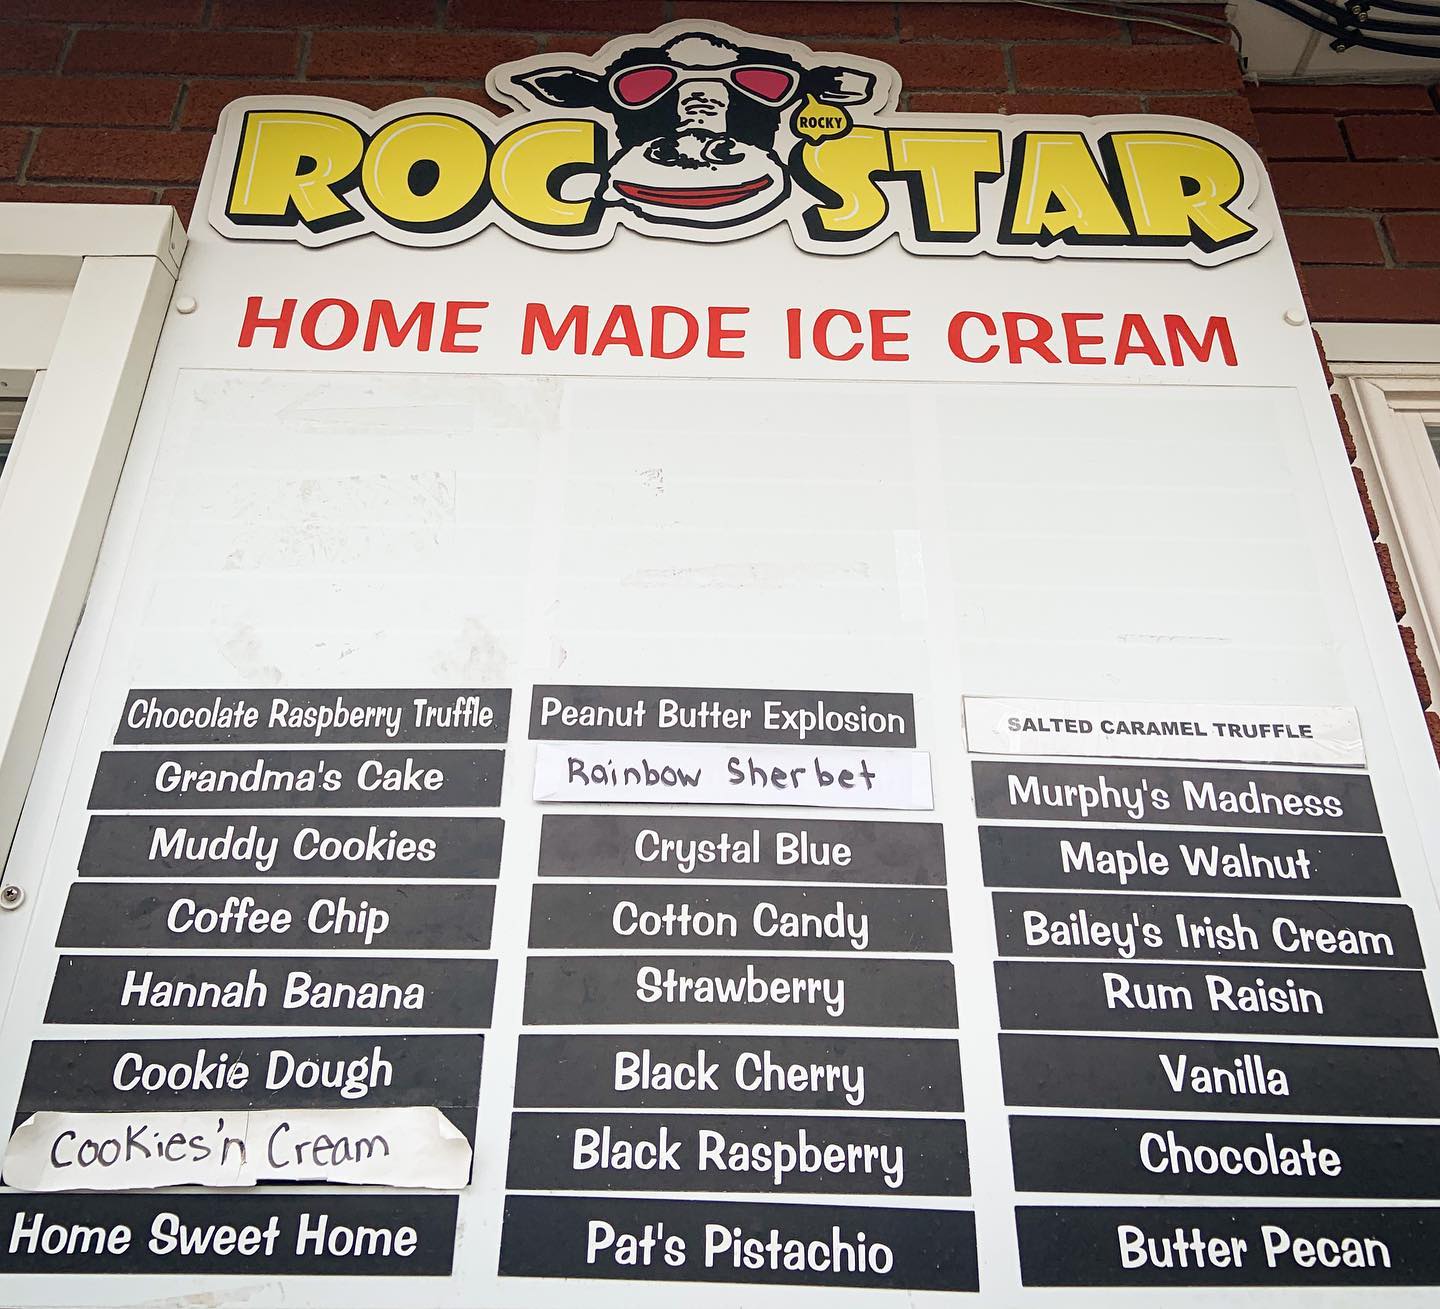 ROC STAR
ROCKY
HOME MADE ICE CREAM
Chocolate Raspberry Truffle
Grandma's Cake
Muddy Cookies
Coffee Chip
Hannah Banana
Cookie Dough
Cookies'n Cream
Home Sweet Home
Peanut Butter Explosion
Rainbow Sherbet
Crystal Blue
Cotton Candy
Strawberry
Black Cherry
Black Raspberry
Pat's Pistachio
SALTED CARAMEL TRUFFLE
Murphy's Madness
Maple Walnut
Bailey's Irish Cream
Rum Raisin
Vanilla
Chocolate
Butter Pecan